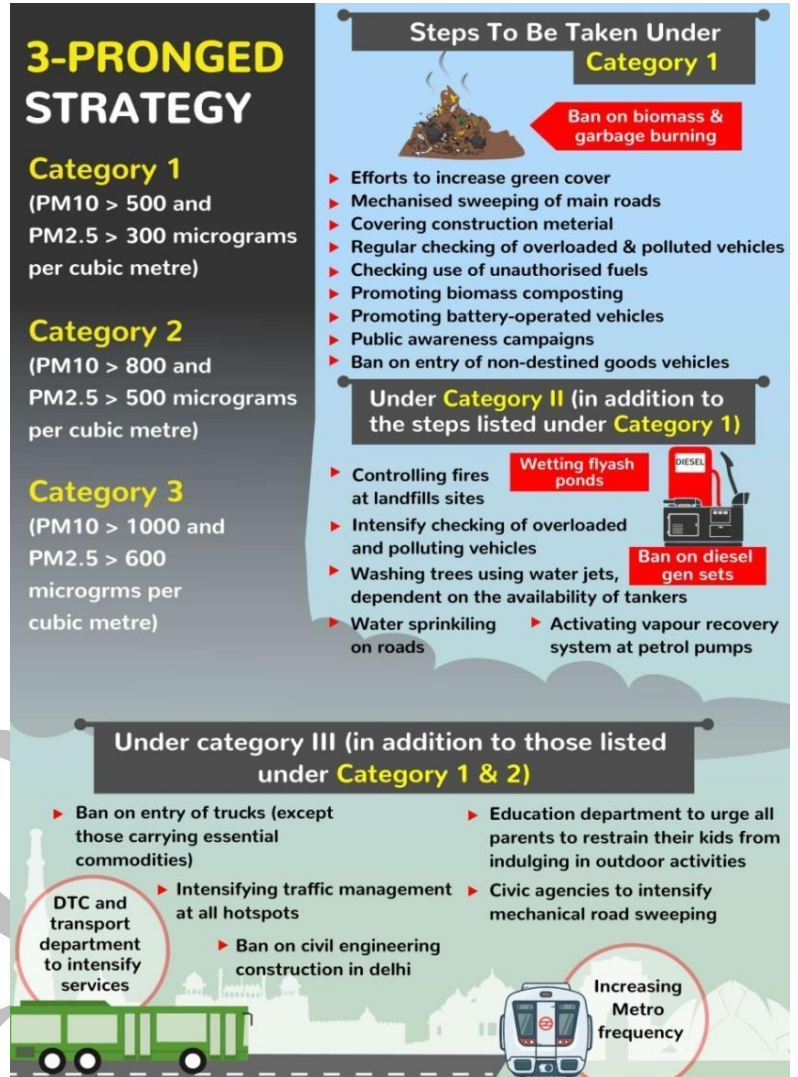 3-PRONGED
STRATEGY
Category 1
(PM10 > 500 and
PM2.5 > 300 micrograms
per cubic metre)
Category 2
(PM10 > 800 and
PM2.5 > 500 micrograms
per cubic metre)
Category 3
(PM10 > 1000 and
PM2.5 > 600
microgrms per
cubic metre)
Steps To Be Taken Under
Category 1
Ban on biomass &
garbage burning
Efforts to increase green cover
Mechanised sweeping of main roads
Covering construction meterial
Regular checking of overloaded & polluted vehicles
Checking use of unauthorised fuels
Promoting biomass composting
Promoting battery-operated vehicles
Public awareness campaigns
Ban on entry of non-destined goods vehicles
Under Category II (in addition to
the steps listed under Category 1)
Controlling fires
at landfills sites
Wetting flyash
ponds
DIESEL
Intensify checking of overloaded
and polluting vehicles
Ban on diesel
gen sets
Washing trees using water jets,
dependent on the availability of tankers
Water sprinkiling
on roads
Activating vapour recovery
system at petrol pumps
Under category III (in addition to those listed
under Category 1 & 2)
Ban on entry of trucks (except
those carrying essential
commodities)
Education department to urge all
parents to restrain their kids from
indulging in outdoor activities
Intensifying traffic management
at all hotspots
Civic agencies to intensify
mechanical road sweeping
DTC and
transport
department
to intensify
services
Ban on civil engineering
construction in delhi
Increasing
Metro
frequency